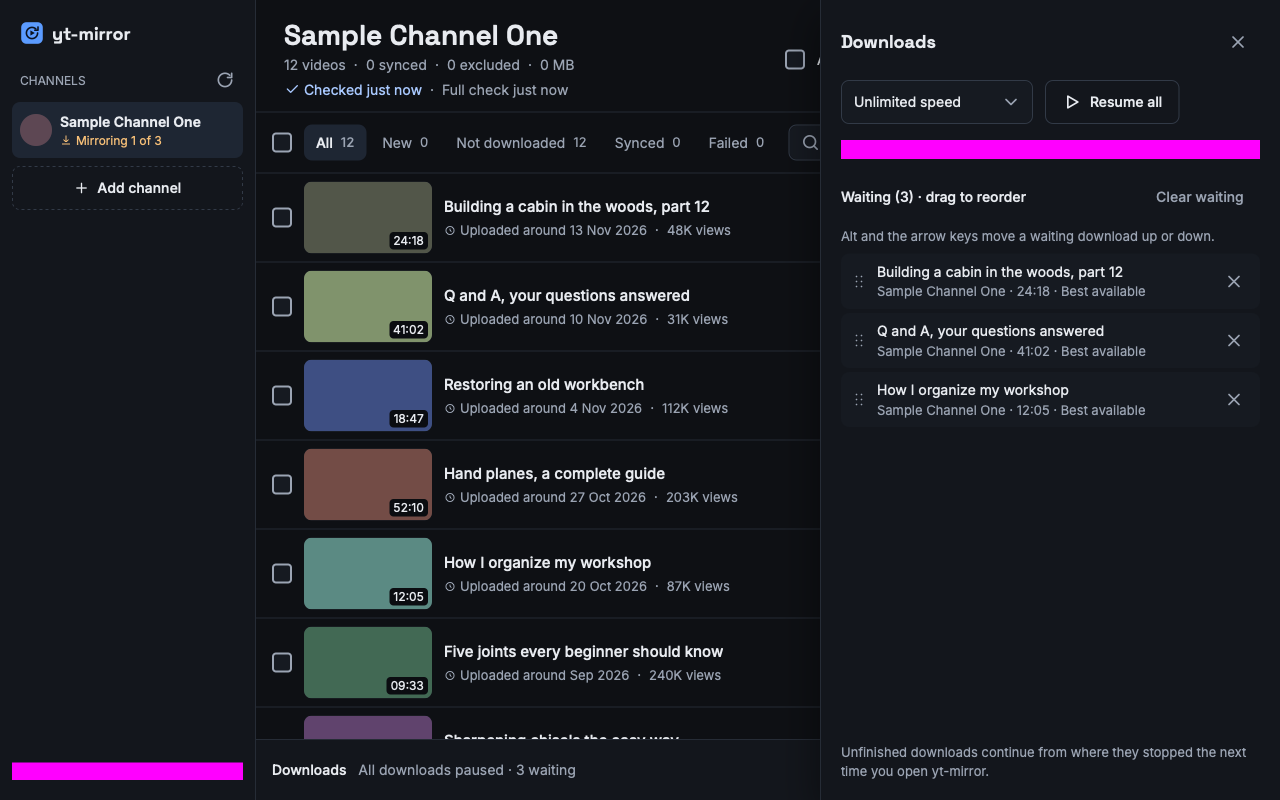 yt-mirror
CHANNELS
Sample Channel One
Mirroring 1 of 3
Add channel
Sample Channel One
12 videos · 0 synced · 0 excluded · 0 MB
Checked just now · Full check just now
All 12 New 0 Not downloaded 12 Synced 0 Failed 0
24:18
Building a cabin in the woods, part 12
Uploaded around 13 Nov 2026 · 48K views
41:02
Q and A, your questions answered
Uploaded around 10 Nov 2026 · 31K views
18:47
Restoring an old workbench
Uploaded around 4 Nov 2026 · 112K views
52:10
Hand planes, a complete guide
Uploaded around 27 Oct 2026 · 203K views
12:05
How I organize my workshop
Uploaded around 20 Oct 2026 · 87K views
09:33
Five joints every beginner should know
Uploaded around Sep 2026 · 240K views
Downloads All downloads paused · 3 waiting
Downloads
Unlimited speed
Resume all
Waiting (3) · drag to reorder
Clear waiting
Alt and the arrow keys move a waiting download up or down.
Building a cabin in the woods, part 12
Sample Channel One · 24:18 · Best available
Q and A, your questions answered
Sample Channel One · 41:02 · Best available
How I organize my workshop
Sample Channel One · 12:05 · Best available
Unfinished downloads continue from where they stopped the next
time you open yt-mirror.